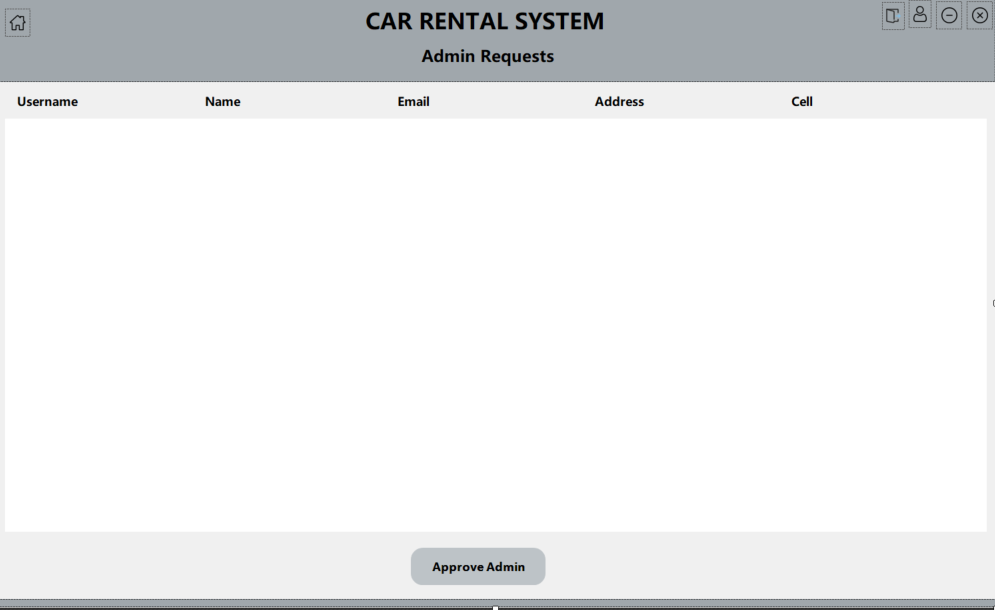 CAR RENTAL SYSTEM
Admin Requests
Username Name Email Address Cell
Approve Admin